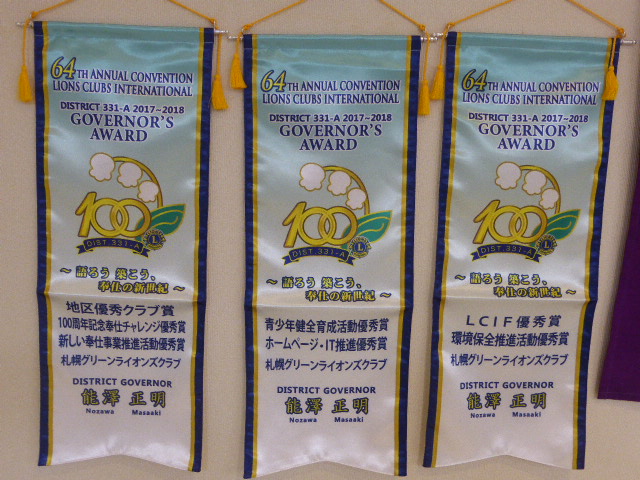 64TH ANNUAL CONVENTION
LIONS CLUBS INTERNATIONAL
DISTRICT 331-A 2017~2018
GOVERNOR'S
AWARD
100
DIST.331-A
L
～ 語ろう 築こう、
奉仕の新世紀 ～
地区優秀クラブ賞
100周年記念奉仕チャレンジ優秀賞
新しい奉仕事業推進活動優秀賞
札幌グリーンライオンズクラブ
DISTRICT GOVERNOR
能澤 正明
Nozawa Masaaki
64TH ANNUAL CONVENTION
LIONS CLUBS INTERNATIONAL
DISTRICT 331-A 2017~2018
GOVERNOR'S
AWARD
100
DIST.331-A
L
～ 語ろう 築こう、
奉仕の新世紀 ～
青少年健全育成活動優秀賞
ホームページ・IT推進優秀賞
札幌グリーンライオンズクラブ
DISTRICT GOVERNOR
能澤 正明
Nozawa Masaaki
64TH ANNUAL CONVENTION
LIONS CLUBS INTERNATIONAL
DISTRICT 331-A 2017~2018
GOVERNOR'S
AWARD
100
DIST.331-A
L
～ 語ろう 築こう、
奉仕の新世紀 ～
LCIF優秀賞
環境保全推進活動優秀賞
札幌グリーンライオンズクラブ
DISTRICT GOVERNOR
能澤 正明
Nozawa Masaaki